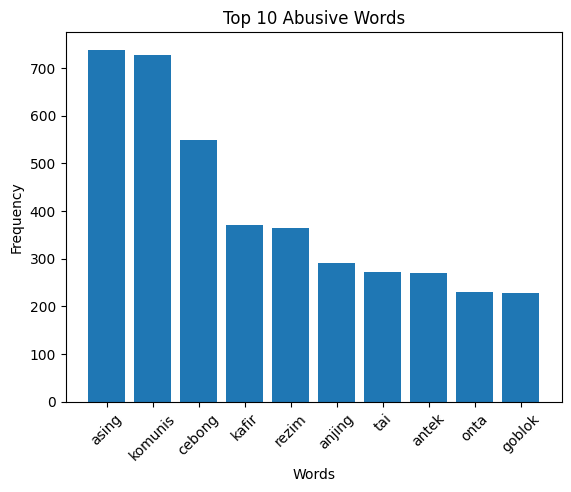 Top 10 Abusive Words
Frequency
700
600
500
400
300
200
100
0
asing
komunis
cebong
kafir
rezim
anjing
tai
antek
onta
goblok
Words